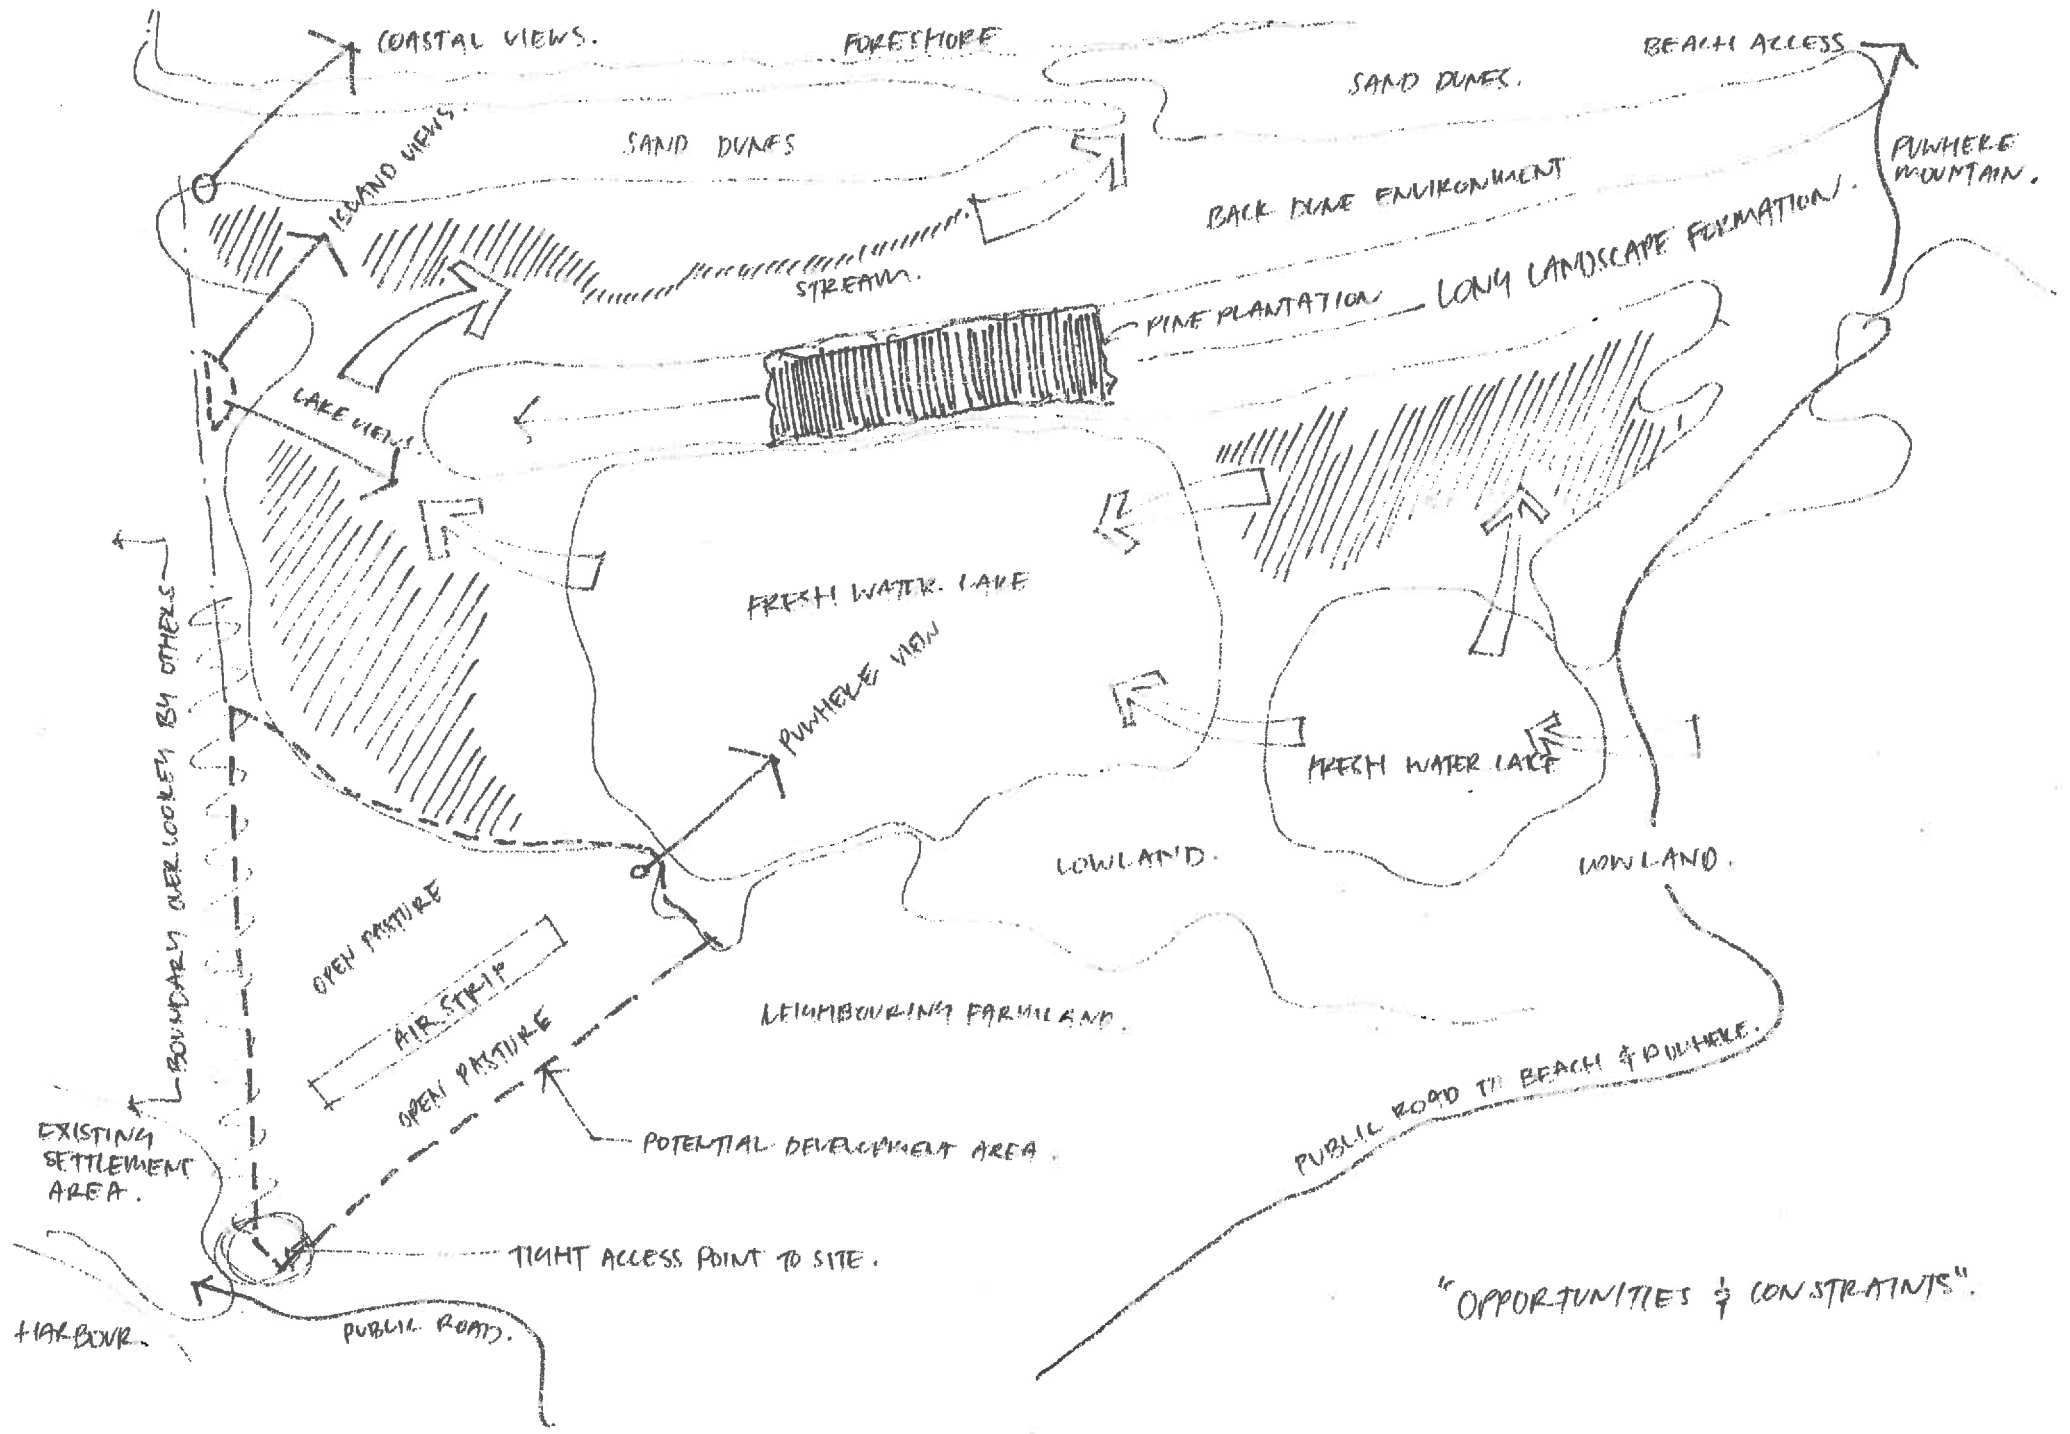 COASTAL VIEWS.
FORESHORE
BEACH ACCESS
SAND DUNES.
ISLAND VIEWS.
SAND DUNES
PUWHERE
MOUNTAIN.
BACK DUNE ENVIRONMENT
STREAM.
PINE PLANTATION
LONG LANDSCAPE FORMATION.
LAKE VIEWS.
FRESH WATER LAKE
PUWHERE VIEW
FRESH WATER LAKE
BOUNDARY OVERLOOKED BY OTHERS
LOWLAND.
LOWLAND.
OPEN PASTURE
AIR STRIP
OPEN PASTURE
NEIGHBOURING FARMLAND.
PUBLIC ROAD TO BEACH & PUWHERE.
POTENTIAL DEVELOPMENT AREA.
EXISTING
SETTLEMENT
AREA.
TIGHT ACCESS POINT TO SITE.
HARBOUR.
PUBLIC ROAD.
"OPPORTUNITIES & CONSTRAINTS".